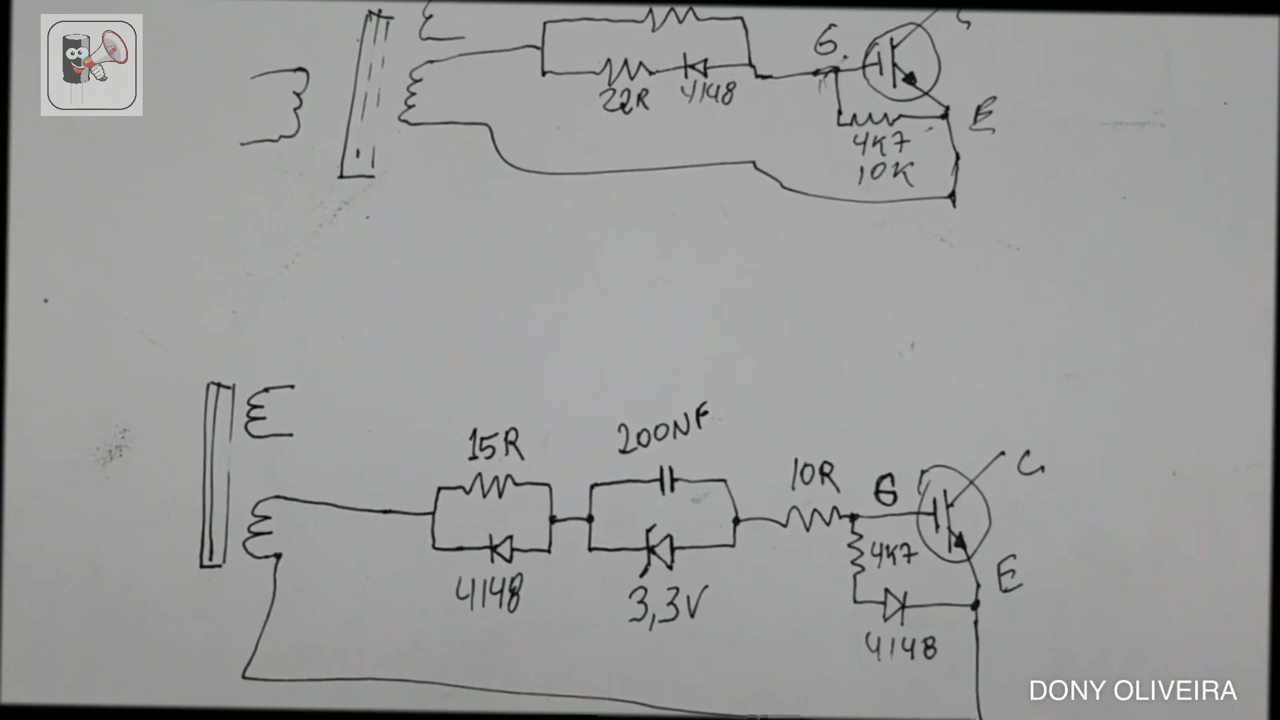 C
G
22R 4148
E
4K7
10K
15R
200NF
10R
G
C
4148
3,3V
4K7
E
4148
DONY OLIVEIRA